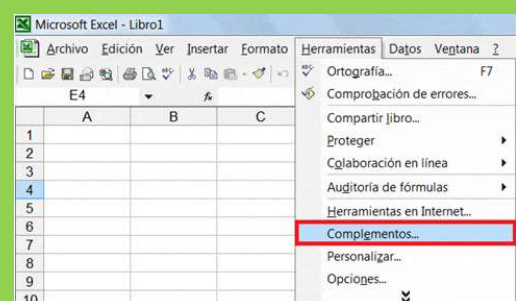 Microsoft Excel - Libro1
Archivo Edición Ver Insertar Formato Herramientas Datos Ventana ?
Ortografía... F7
E4 fx
Comprobación de errores...
A B C
Compartir libro...
1
Proteger
2
Colaboración en línea
3
Auditoría de fórmulas
4
Herramientas en Internet...
5
Complementos...
6
7
Personalizar...
8
Opciones...
9
10